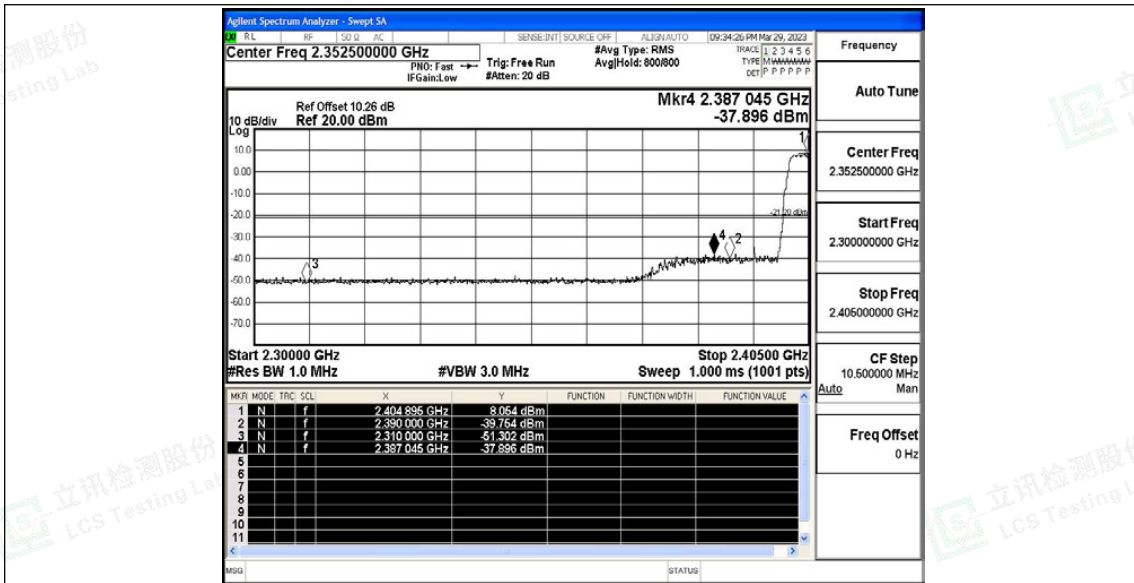 Agilent Spectrum Analyzer - Swept SA
RL RF 50 Ω AC SENSE:INT SOURCE OFF ALIGN AUTO 09:34:26 PM Mar 29, 2023
Center Freq 2.352500000 GHz
PNO: Fast
IFGain:Low
Trig: Free Run
#Atten: 20 dB
#Avg Type: RMS
Avg|Hold: 800/800
TRACE 1 2 3 4 5 6
TYPE M
DET P P P P P P
Frequency
Auto Tune
Center Freq
2.352500000 GHz
Start Freq
2.300000000 GHz
Stop Freq
2.405000000 GHz
CF Step
10.500000 MHz
Auto Man
Freq Offset
0 Hz
Mkr4 2.387 045 GHz
-37.896 dBm
Ref Offset 10.26 dB
10 dB/div Ref 20.00 dBm
Log
10.0
0.00
-10.0
-20.0
-30.0
-40.0
-50.0
-60.0
-70.0
1
-21.20 dBm
4
2
3
Start 2.30000 GHz Stop 2.40500 GHz
#Res BW 1.0 MHz #VBW 3.0 MHz Sweep 1.000 ms (1001 pts)
MKR MODE TRC SCL X Y FUNCTION FUNCTION WIDTH FUNCTION VALUE
1 N f 2.404 895 GHz 8.054 dBm
2 N f 2.390 000 GHz -39.754 dBm
3 N f 2.310 000 GHz -51.302 dBm
4 N f 2.387 045 GHz -37.896 dBm
5
6
7
8
9
10
11
MSG STATUS
测股份
Testing Lab
立讯检测股份
LCS Testing Lab
立讯检测股份
LCS Testing L
立